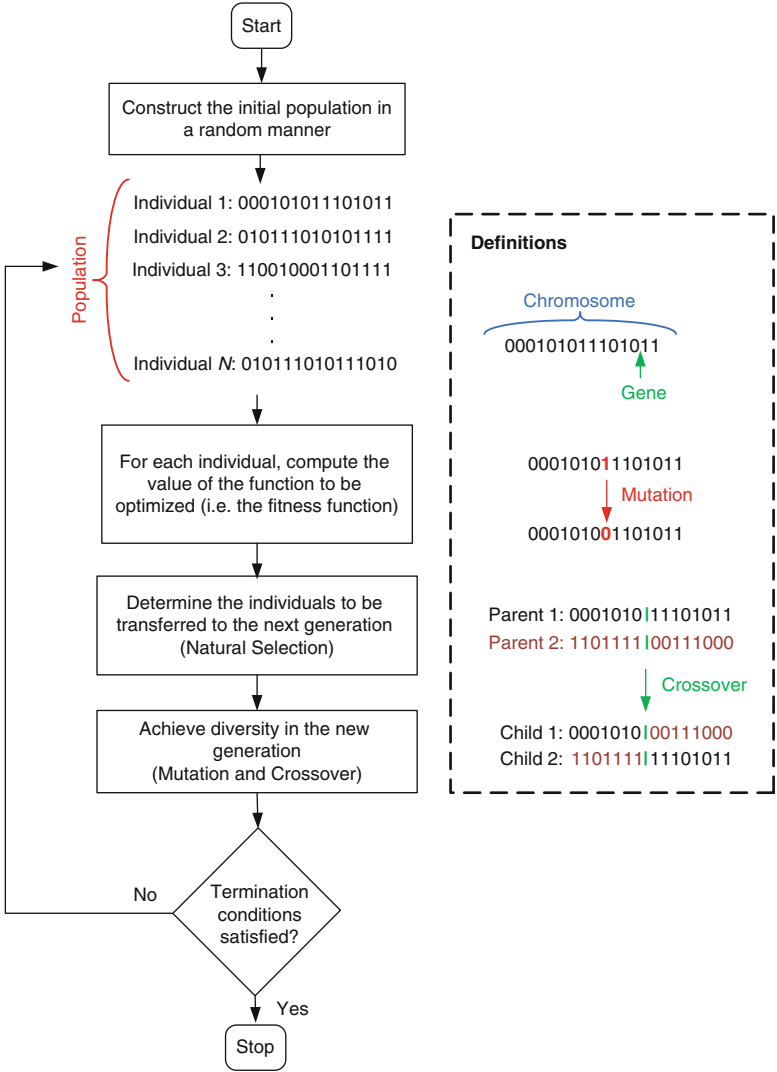 Start
Construct the initial population in
a random manner
Population
Individual 1: 000101011101011
Individual 2: 010111010101111
Individual 3: 110010001101111
.
.
.
Individual N: 010111010111010
For each individual, compute the
value of the function to be
optimized (i.e. the fitness function)
Determine the individuals to be
transferred to the next generation
(Natural Selection)
Achieve diversity in the new
generation
(Mutation and Crossover)
Termination
conditions
satisfied?
No
Yes
Stop
Definitions
Chromosome
000101011101011
Gene
000101011101011
Mutation
000101001101011
Parent 1: 0001010|11101011
Parent 2: 1101111|00111000
Crossover
Child 1: 0001010|00111000
Child 2: 1101111|11101011